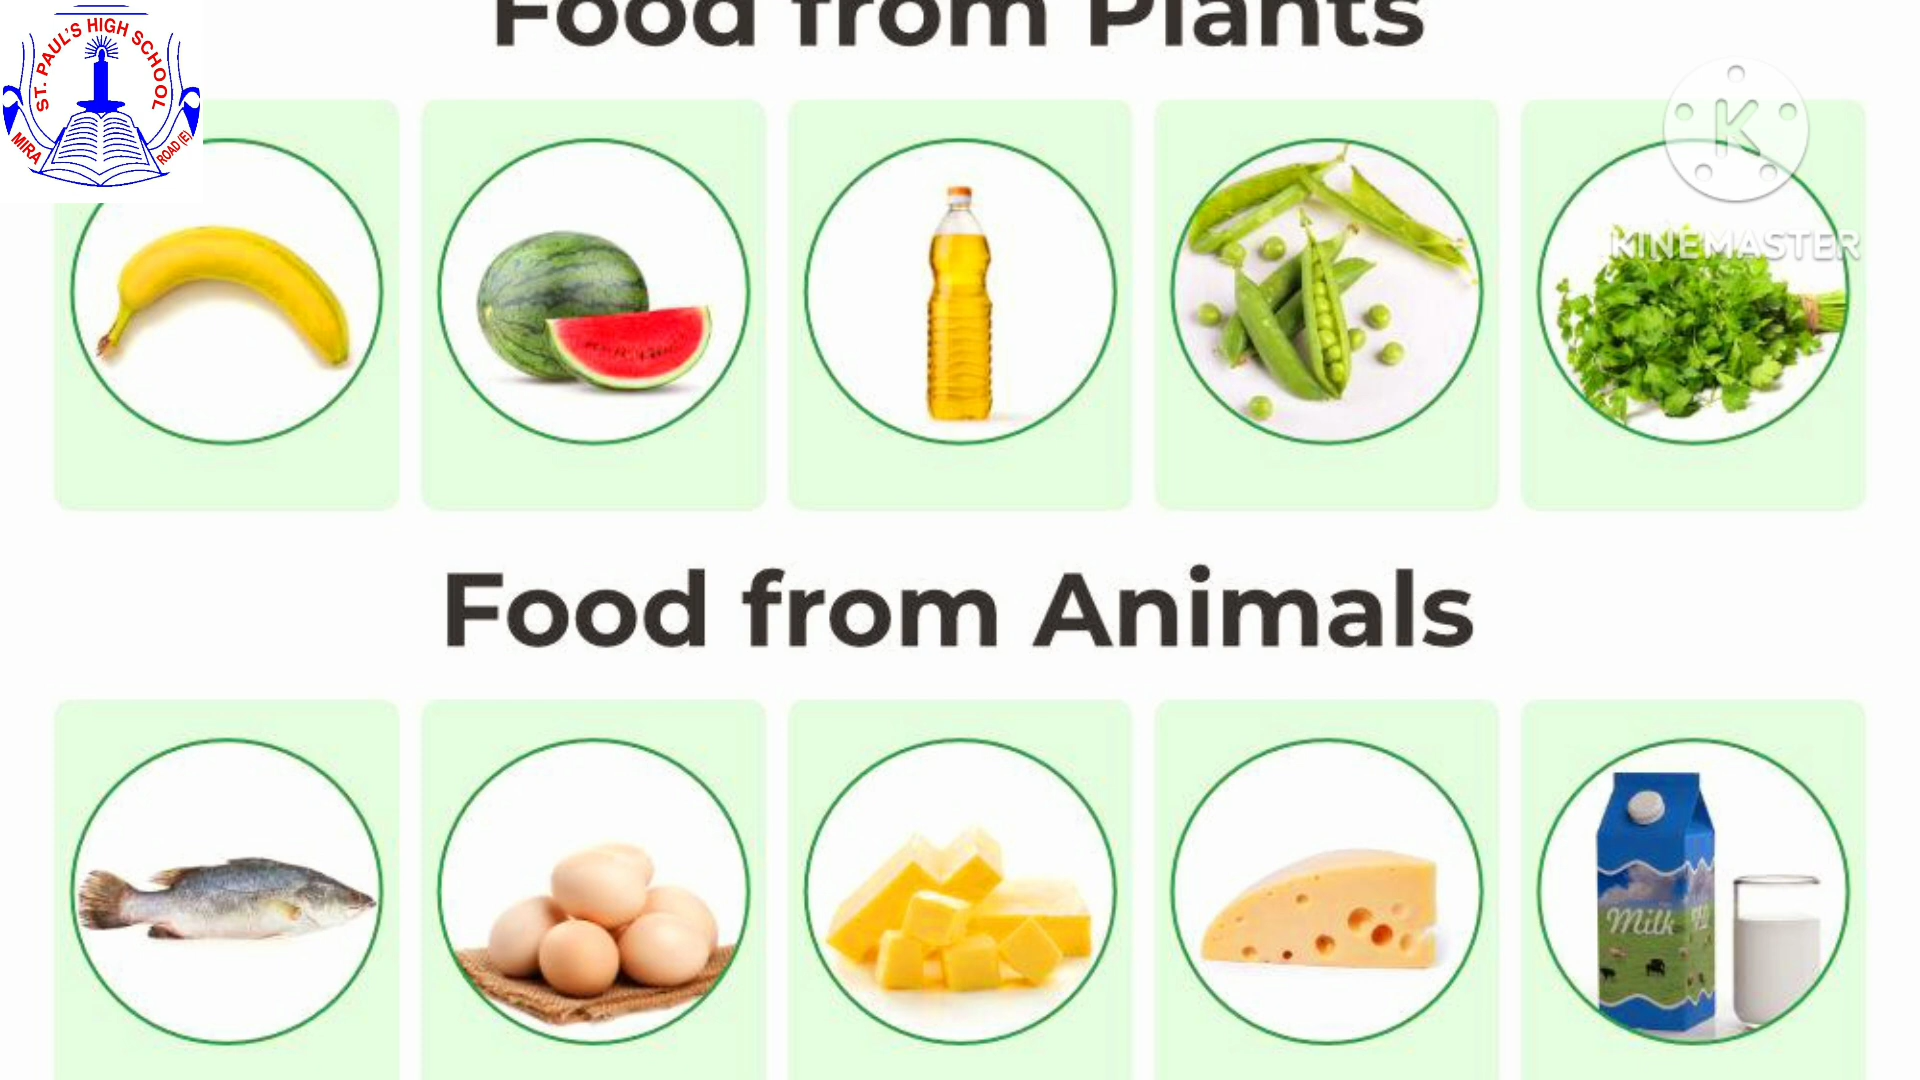 Food from Plants
ST. PAUL'S HIGH SCHOOL
MIRA ROAD (E)
K
KINEMASTER
Food from Animals
Milk